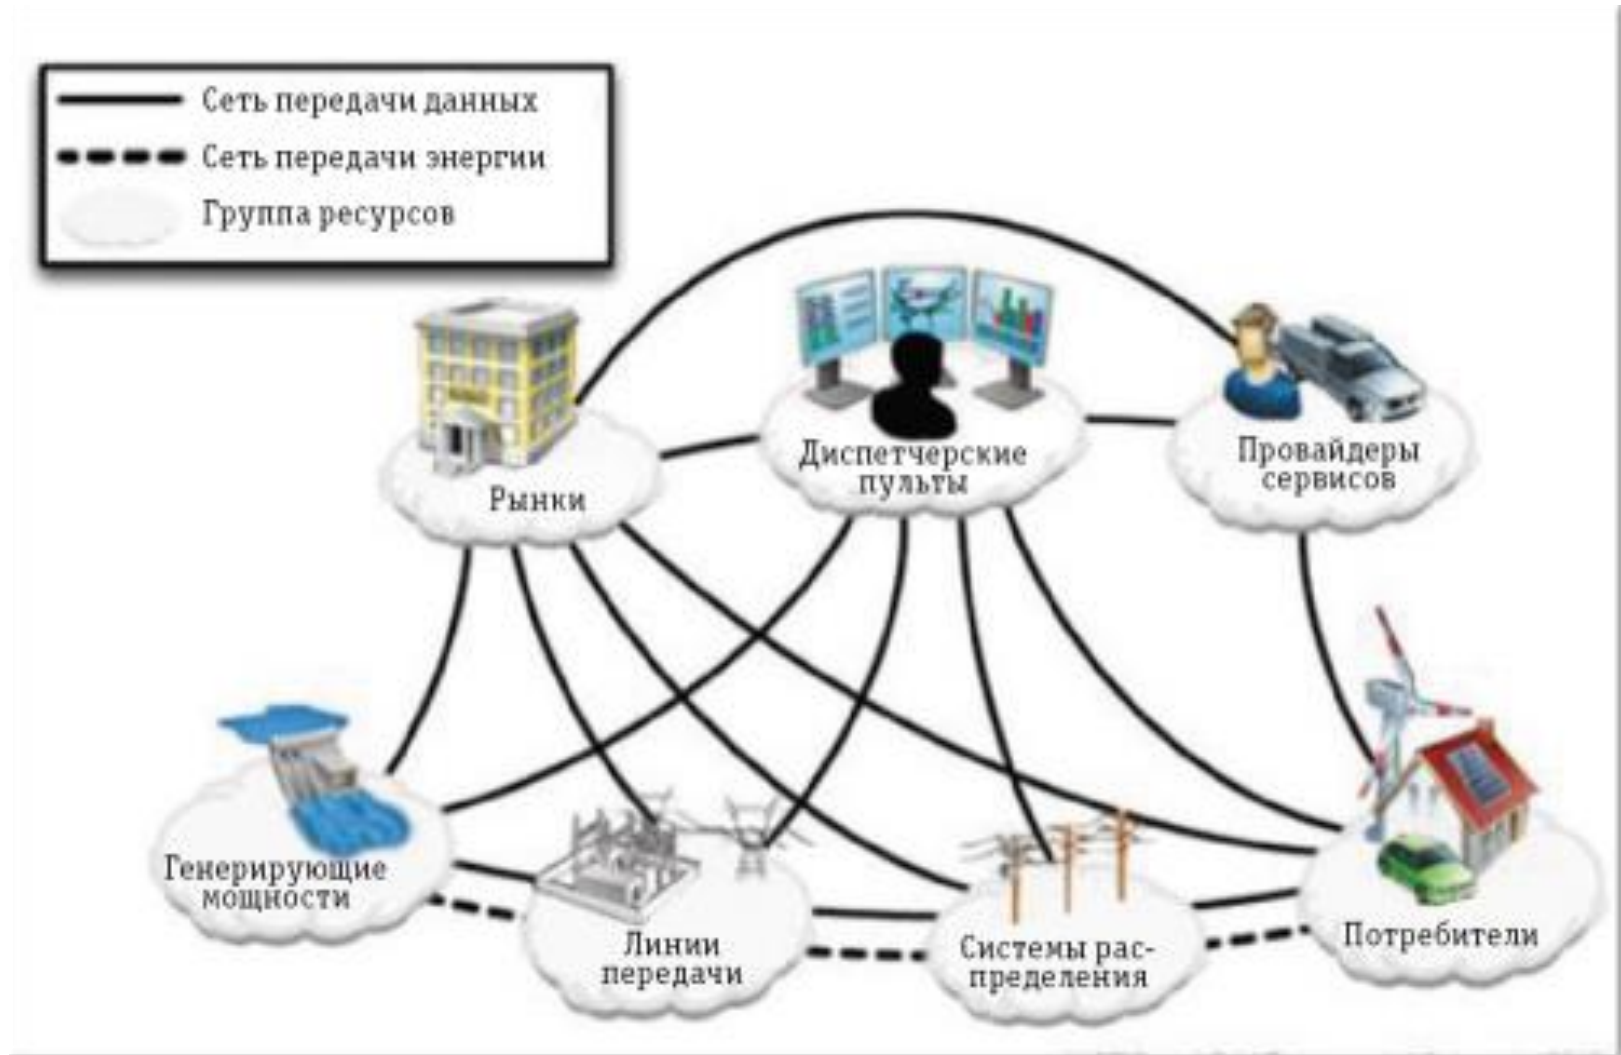 Сеть передачи данных
Сеть передачи энергии
Группа ресурсов
Рынки
Диспетчерские
пульты
Провайдеры
сервисов
Генерирующие
мощности
Линии
передачи
Системы рас-
пределения
Потребители